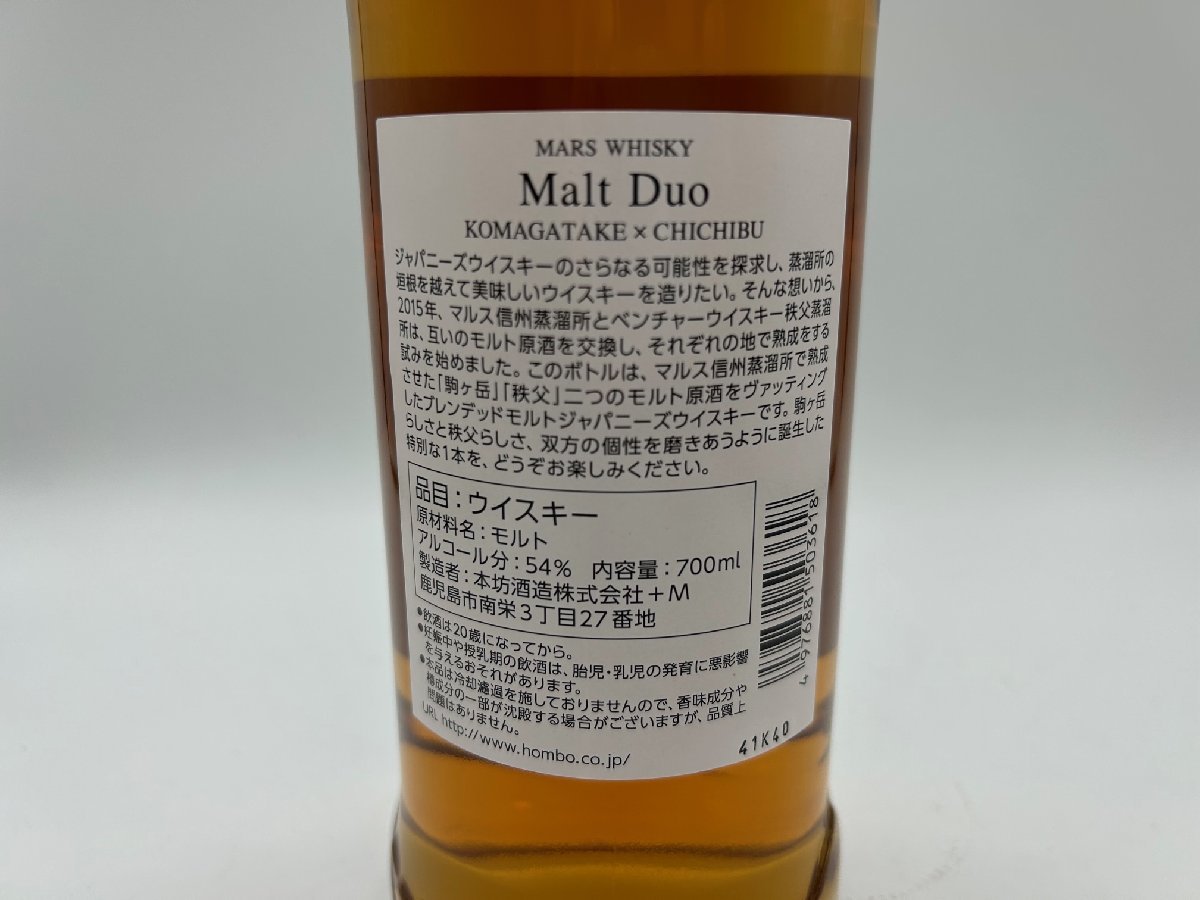 MARS WHISKY
Malt Duo
KOMAGATAKE × CHICHIBU
ジャパニーズウイスキーのさらなる可能性を探求し、蒸溜所の
垣根を越えて美味しいウイスキーを造りたい。そんな想いから、
2015年、マルス信州蒸溜所とベンチャーウイスキー秩父蒸溜
所は、互いのモルト原酒を交換し、それぞれの地で熟成をする
試みを始めました。このボトルは、マルス信州蒸溜所で熟成
させた「駒ヶ岳」「秩父」二つのモルト原酒をヴァッティング
したブレンデッドモルトジャパニーズウイスキーです。駒ヶ岳
らしさと秩父らしさ、双方の個性を磨きあうように誕生した
特別な1本を、どうぞお楽しみください。
品目：ウイスキー
原材料名：モルト
アルコール分：54% 内容量：700ml
製造者：本坊酒造株式会社＋M
鹿児島市南栄3丁目27番地
4 976881 503618
●飲酒は20歳になってから。
●妊娠中や授乳期の飲酒は、胎児・乳児の発育に悪影響
を与えるおそれがあります。
●本品は冷却濾過を施しておりませんので、香味成分や
樽成分の一部が沈殿する場合がございますが、品質上
問題はありません。
URL http://www.hombo.co.jp/
41K40